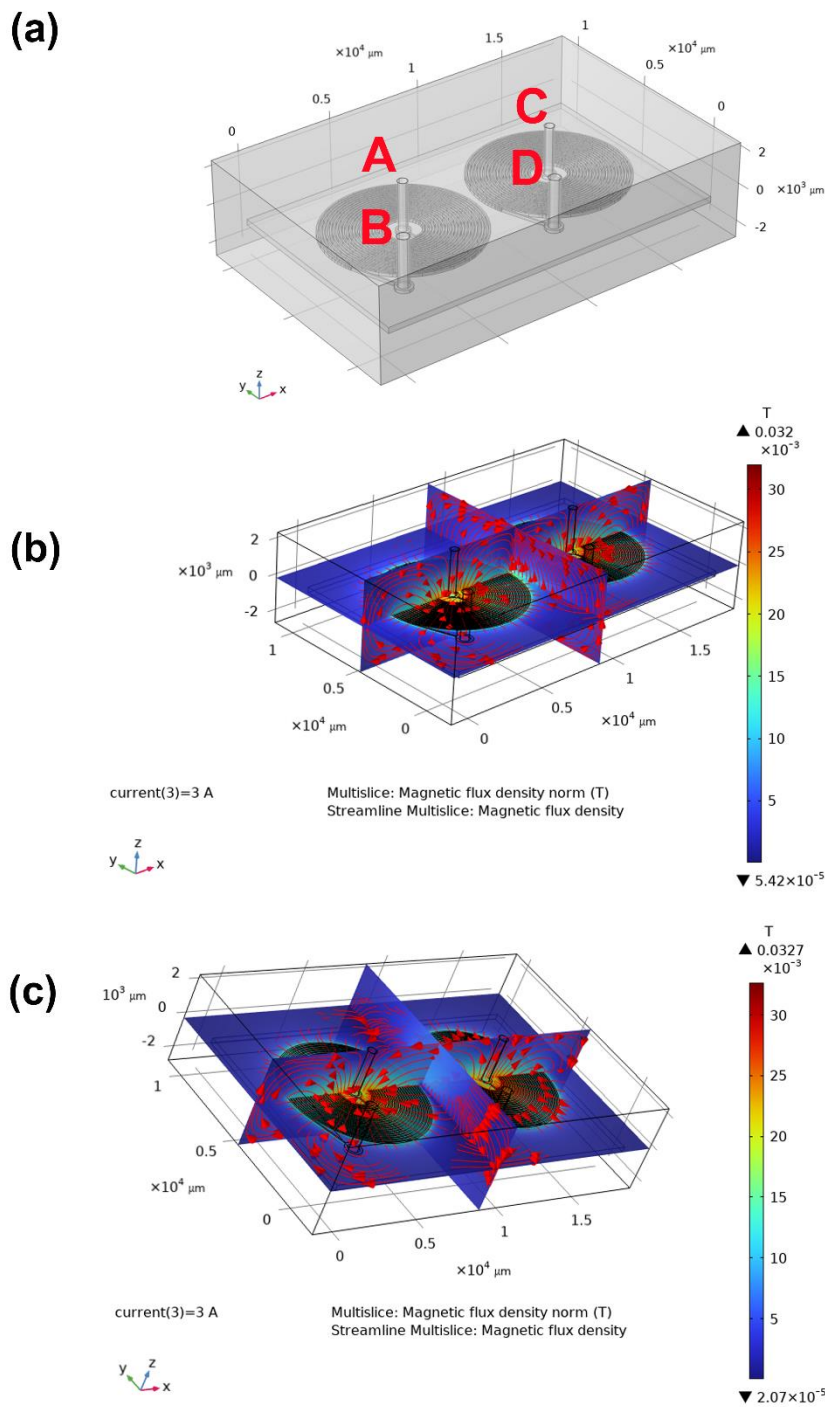 (a)
×10⁴ µm
1.5
1
×10⁴ µm
1
0.5
0.5
0
0
C
A
D
B
2
0
×10³ µm
-2
z
y
x
(b)
T
▲ 0.032
×10⁻³
30
25
20
15
10
5
▼ 5.42×10⁻⁵
2
×10³ µm
0
-2
1
0.5
×10⁴ µm
0
0
0.5
1
1.5
×10⁴ µm
current(3)=3 A
Multislice: Magnetic flux density norm (T)
Streamline Multislice: Magnetic flux density
z
y
x
(c)
T
▲ 0.0327
×10⁻³
30
25
20
15
10
5
▼ 2.07×10⁻⁵
2
10³ µm
0
-2
1
0.5
×10⁴ µm
0
0
0.5
1
1.5
×10⁴ µm
current(3)=3 A
Multislice: Magnetic flux density norm (T)
Streamline Multislice: Magnetic flux density
y
z
x